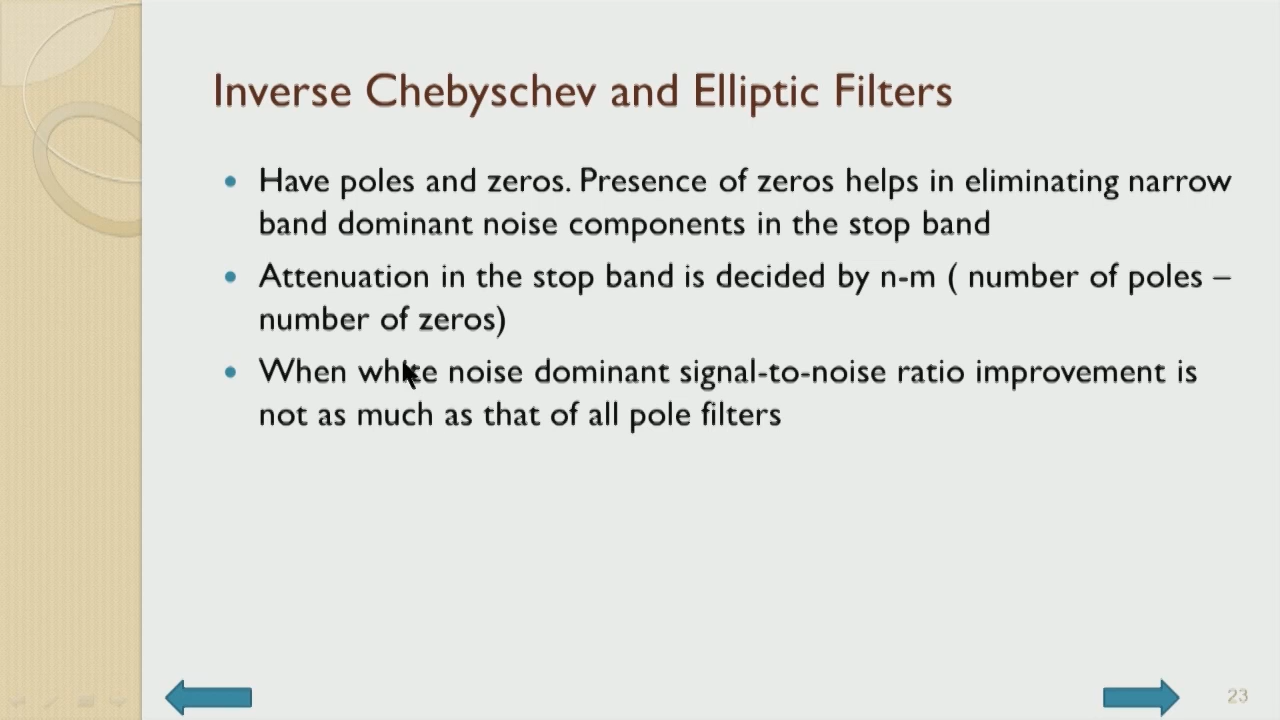 Inverse Chebyschev and Elliptic Filters
Have poles and zeros. Presence of zeros helps in eliminating narrow
band dominant noise components in the stop band
Attenuation in the stop band is decided by n-m ( number of poles –
number of zeros)
When white noise dominant signal-to-noise ratio improvement is
not as much as that of all pole filters
23